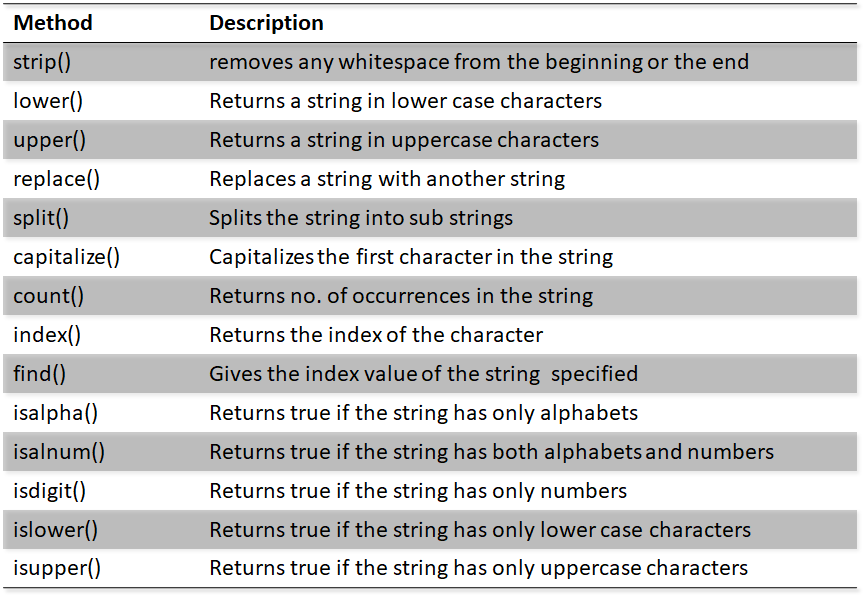 Method Description
strip() removes any whitespace from the beginning or the end
lower() Returns a string in lower case characters
upper() Returns a string in uppercase characters
replace() Replaces a string with another string
split() Splits the string into sub strings
capitalize() Capitalizes the first character in the string
count() Returns no. of occurrences in the string
index() Returns the index of the character
find() Gives the index value of the string specified
isalpha() Returns true if the string has only alphabets
isalnum() Returns true if the string has both alphabets and numbers
isdigit() Returns true if the string has only numbers
islower() Returns true if the string has only lower case characters
isupper() Returns true if the string has only uppercase characters